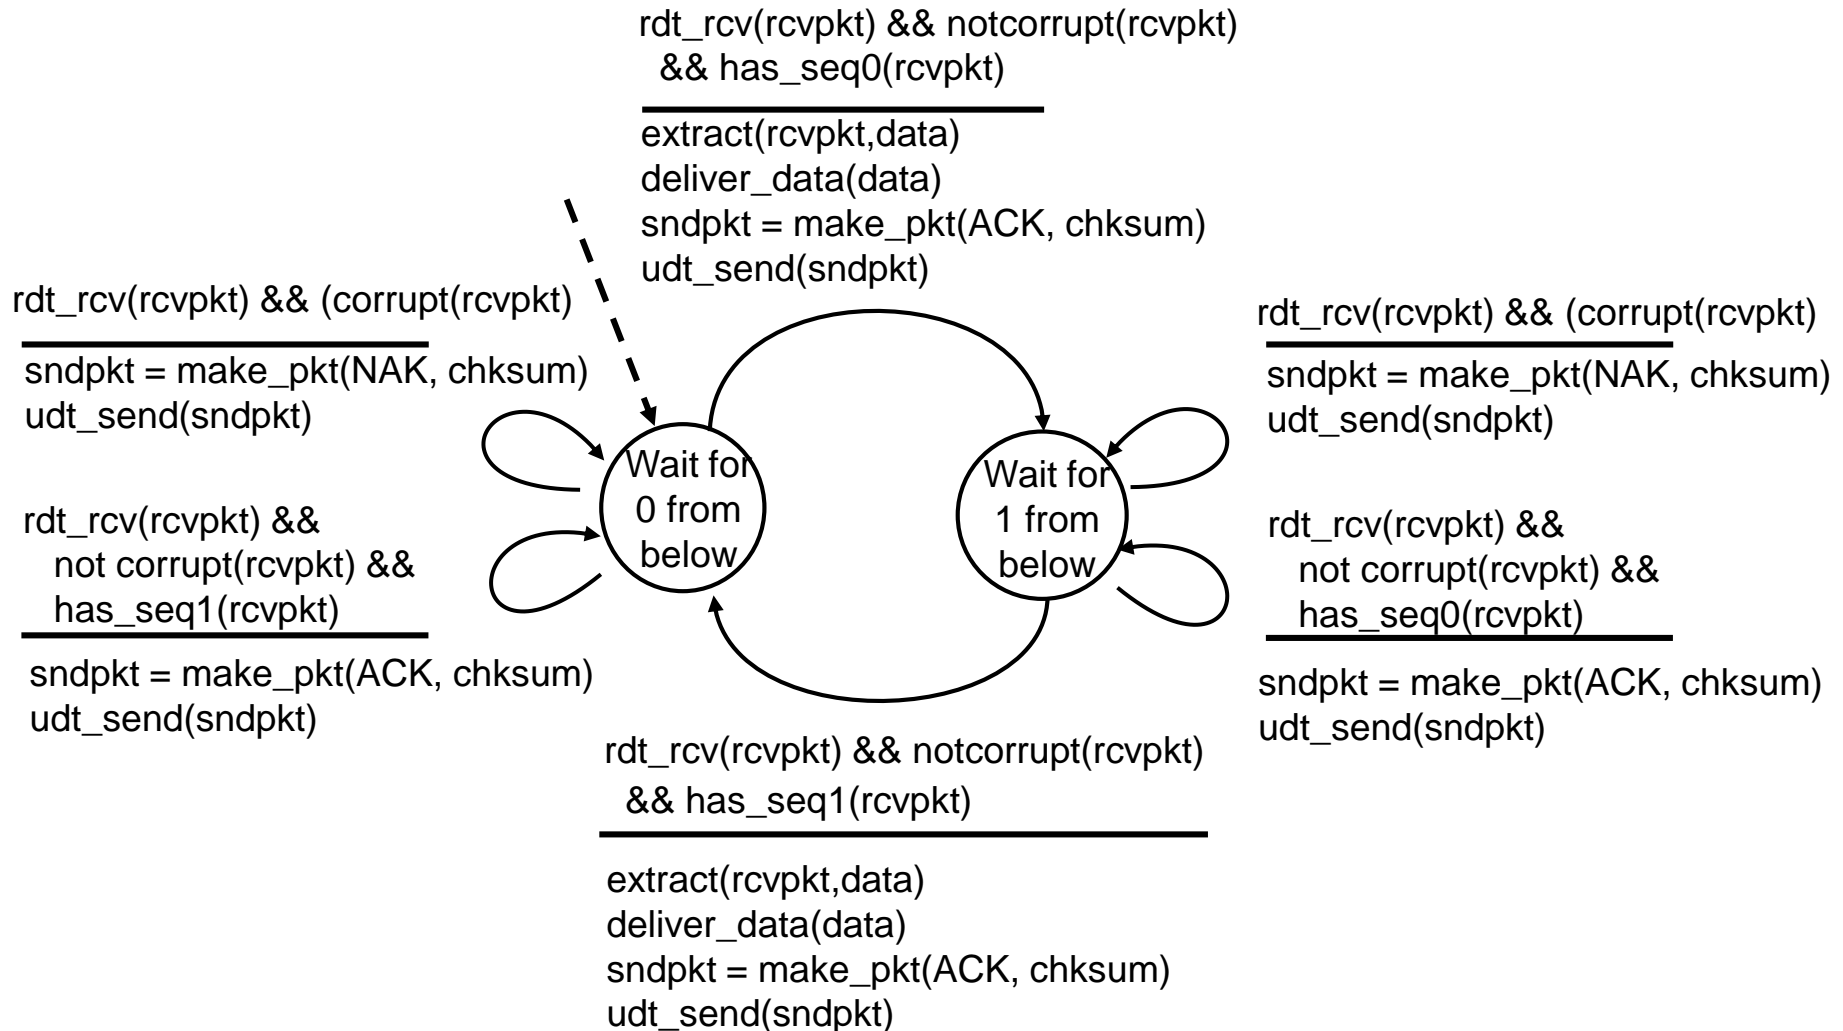 rdt_rcv(rcvpkt) && notcorrupt(rcvpkt)
&& has_seq0(rcvpkt)
extract(rcvpkt,data)
deliver_data(data)
sndpkt = make_pkt(ACK, chksum)
udt_send(sndpkt)
rdt_rcv(rcvpkt) && (corrupt(rcvpkt)
sndpkt = make_pkt(NAK, chksum)
udt_send(sndpkt)
rdt_rcv(rcvpkt) &&
not corrupt(rcvpkt) &&
has_seq1(rcvpkt)
sndpkt = make_pkt(ACK, chksum)
udt_send(sndpkt)
Wait for
0 from
below
Wait for
1 from
below
rdt_rcv(rcvpkt) && (corrupt(rcvpkt)
sndpkt = make_pkt(NAK, chksum)
udt_send(sndpkt)
rdt_rcv(rcvpkt) &&
not corrupt(rcvpkt) &&
has_seq0(rcvpkt)
sndpkt = make_pkt(ACK, chksum)
udt_send(sndpkt)
rdt_rcv(rcvpkt) && notcorrupt(rcvpkt)
&& has_seq1(rcvpkt)
extract(rcvpkt,data)
deliver_data(data)
sndpkt = make_pkt(ACK, chksum)
udt_send(sndpkt)